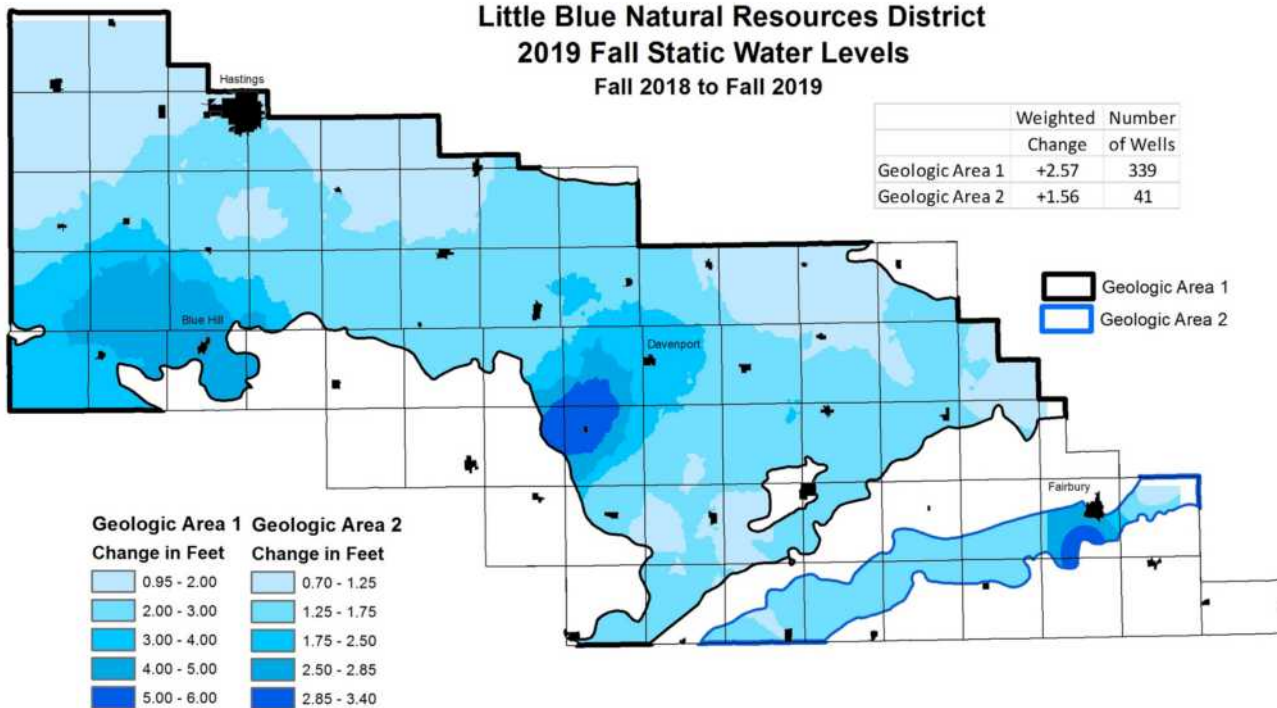 Little Blue Natural Resources District
2019 Fall Static Water Levels
Fall 2018 to Fall 2019
Weighted Number
Change of Wells
Geologic Area 1 +2.57 339
Geologic Area 2 +1.56 41
Geologic Area 1
Geologic Area 2
Hastings
Blue Hill
Davenport
Fairbury
Geologic Area 1 Geologic Area 2
Change in Feet Change in Feet
0.95 - 2.00 0.70 - 1.25
2.00 - 3.00 1.25 - 1.75
3.00 - 4.00 1.75 - 2.50
4.00 - 5.00 2.50 - 2.85
5.00 - 6.00 2.85 - 3.40